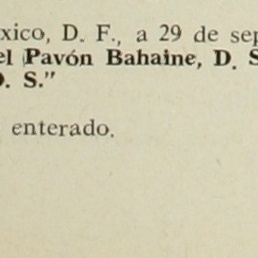 xico, D. F., a 29 de sep
el Pavón Bahaine, D. S
D. S."
enterado.